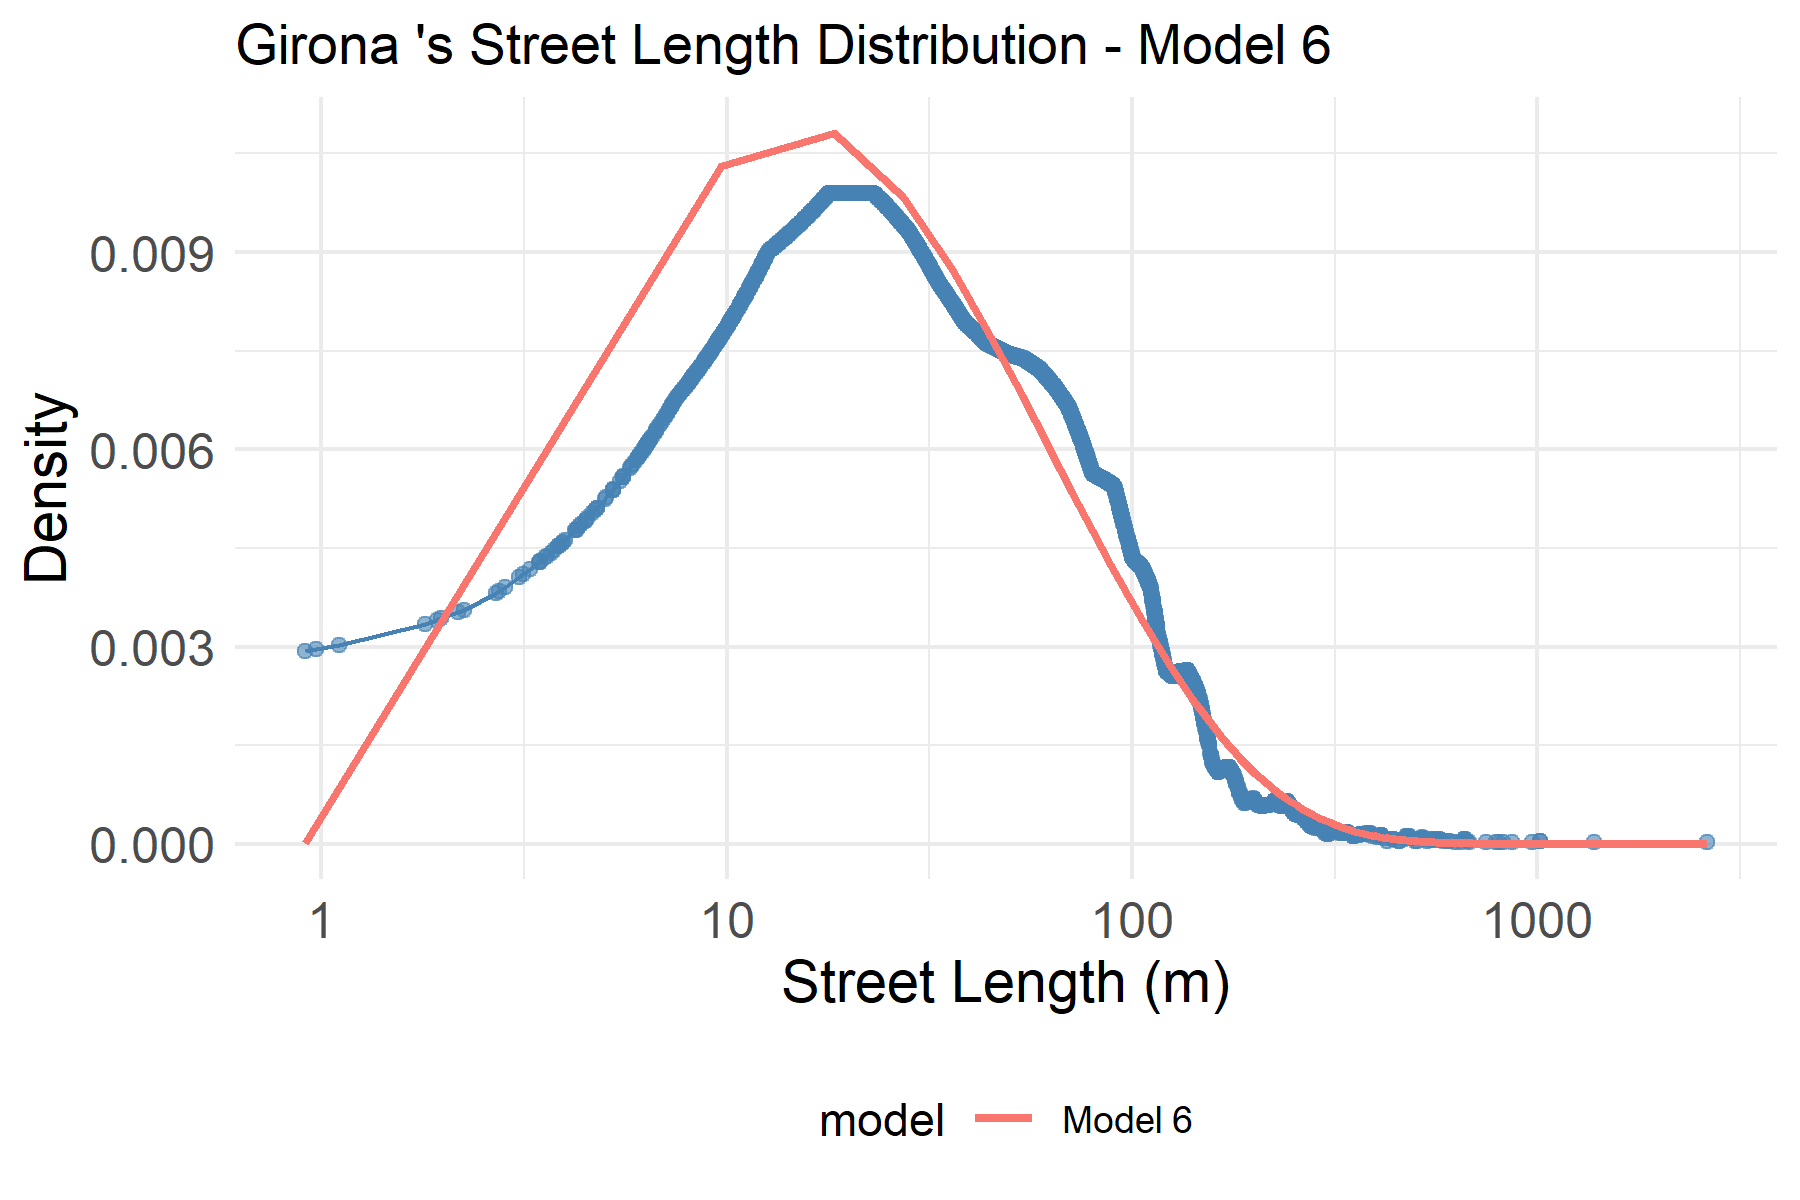 Girona 's Street Length Distribution - Model 6
Density
0.009
0.006
0.003
0.000
1 10 100 1000
Street Length (m)
model Model 6